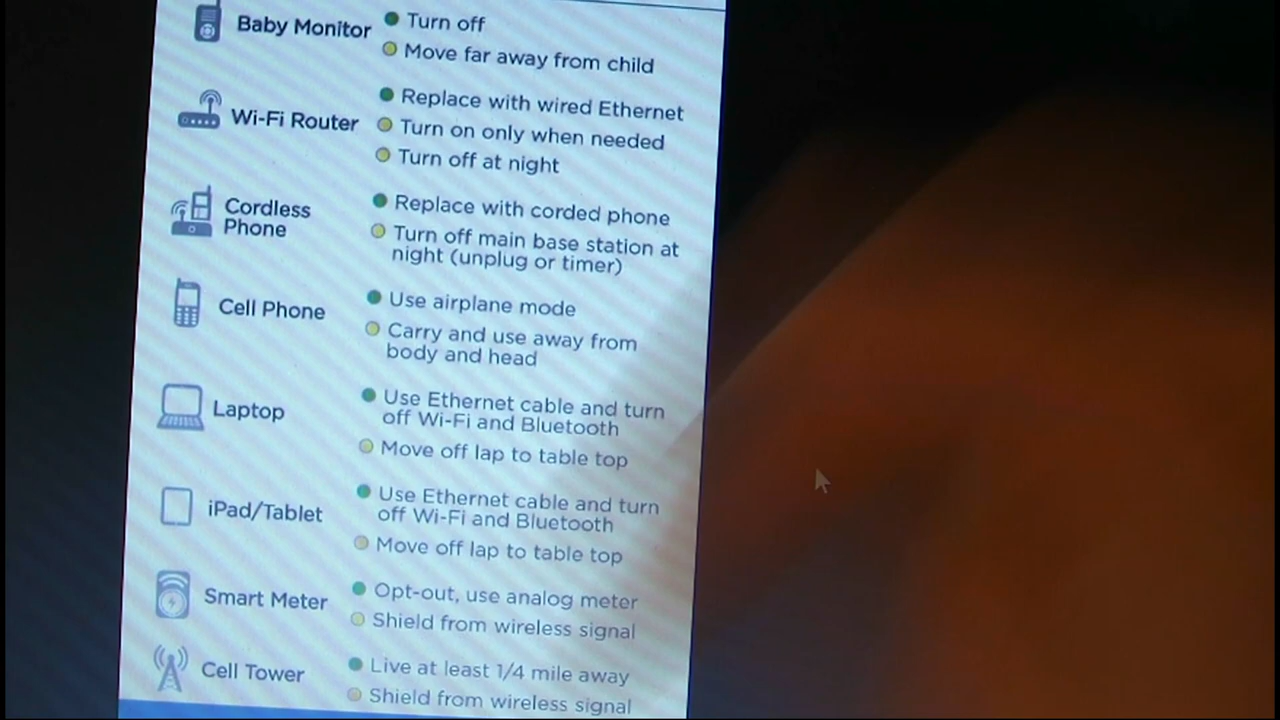 Baby Monitor
Turn off
Move far away from child
Wi-Fi Router
Replace with wired Ethernet
Turn on only when needed
Turn off at night
Cordless
Phone
Replace with corded phone
Turn off main base station at
night (unplug or timer)
Cell Phone
Use airplane mode
Carry and use away from
body and head
Laptop
Use Ethernet cable and turn
off Wi-Fi and Bluetooth
Move off lap to table top
iPad/Tablet
Use Ethernet cable and turn
off Wi-Fi and Bluetooth
Move off lap to table top
Smart Meter
Opt-out, use analog meter
Shield from wireless signal
Cell Tower
Live at least 1/4 mile away
Shield from wireless signal